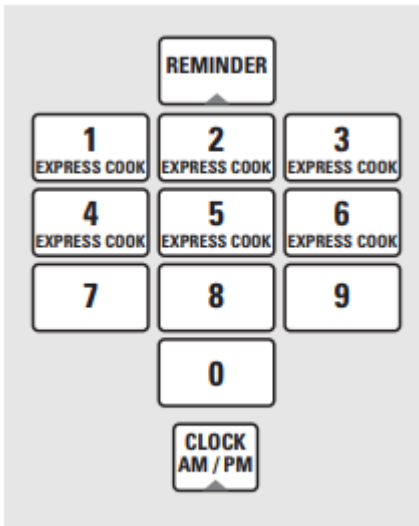 REMINDER
1 2 3
EXPRESS COOK EXPRESS COOK EXPRESS COOK
4 5 6
EXPRESS COOK EXPRESS COOK EXPRESS COOK
7 8 9
0
CLOCK
AM / PM